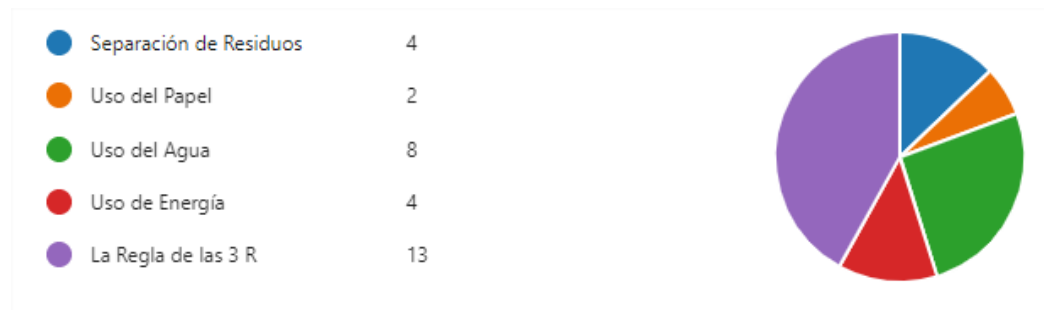 Separación de Residuos 4
Uso del Papel 2
Uso del Agua 8
Uso de Energía 4
La Regla de las 3 R 13